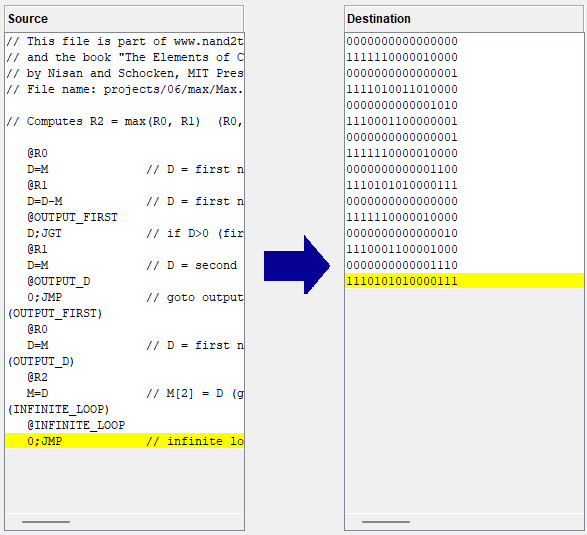 Source
// This file is part of www.nand2t
// and the book "The Elements of C
// by Nisan and Schocken, MIT Pres
// File name: projects/06/max/Max.
// Computes R2 = max(R0, R1)  (R0,
@R0
D=M // D = first n
@R1
D=D-M // D = first n
@OUTPUT_FIRST
D;JGT // if D>0 (fir
@R1
D=M // D = second
@OUTPUT_D
0;JMP // goto output
(OUTPUT_FIRST)
@R0
D=M // D = first n
(OUTPUT_D)
@R2
M=D // M[2] = D (g
(INFINITE_LOOP)
@INFINITE_LOOP
0;JMP // infinite lo
Destination
0000000000000000
1111110000010000
0000000000000001
1111010011010000
0000000000001010
1110001100000001
0000000000000001
1111110000010000
0000000000001100
1110101010000111
0000000000000000
1111110000010000
0000000000000010
1110001100001000
0000000000001110
1110101010000111